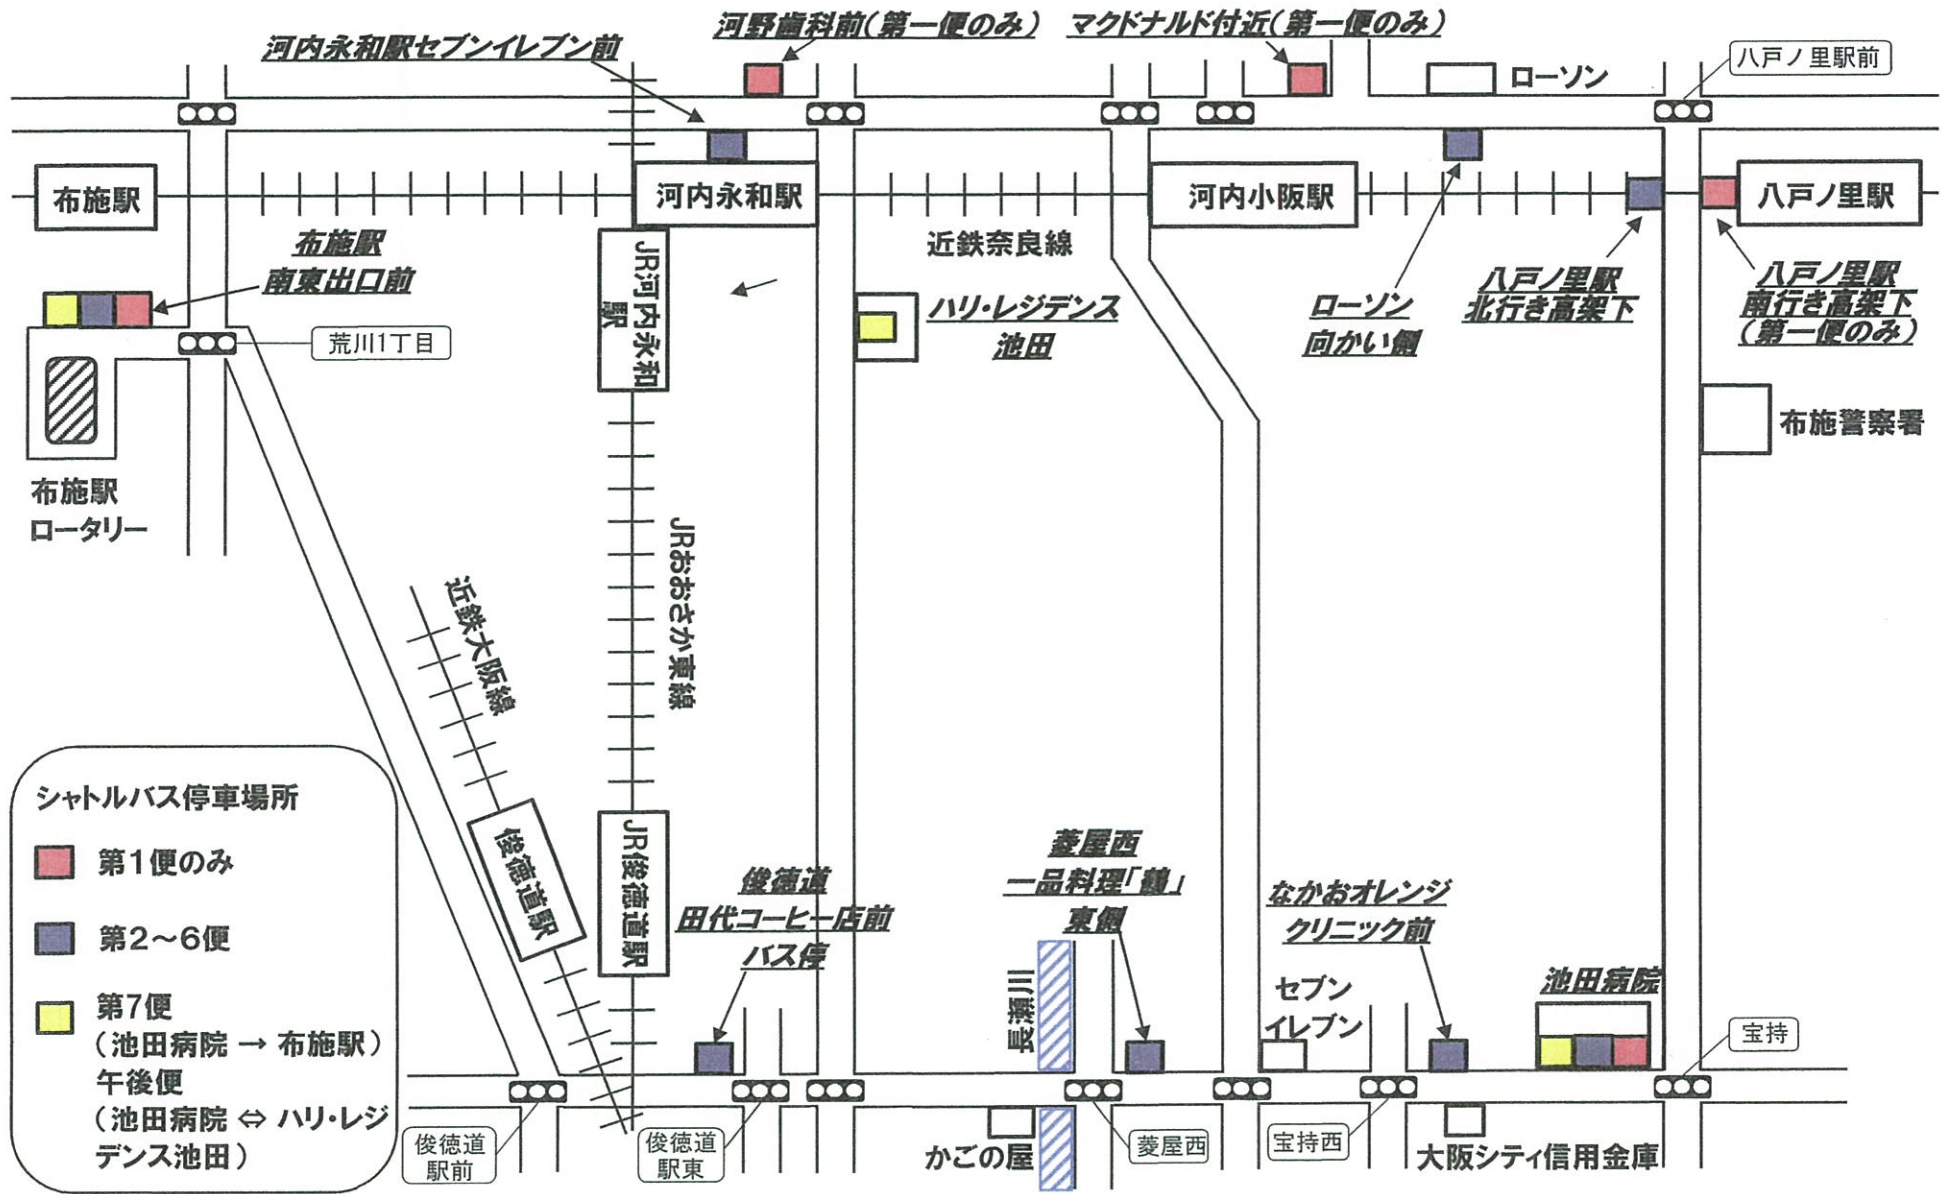 河野歯科前(第一便のみ)
マクドナルド付近(第一便のみ)
河内永和駅セブンイレブン前
ローソン
八戸ノ里駅前
布施駅
河内永和駅
河内小阪駅
八戸ノ里駅
近鉄奈良線
布施駅
南東出口前
JR河内永和
駅
ハリ・レジデンス
池田
ローソン
向かい側
八戸ノ里駅
北行き高架下
八戸ノ里駅
南行き高架下
(第一便のみ)
荒川1丁目
布施警察署
布施駅
ロータリー
近鉄大阪線
JRおおさか東線
俊徳道駅
JR俊徳道駅
俊徳道
田代コーヒー店前
バス停
菱屋西
一品料理「鶴」
東側
なかおオレンジ
クリニック前
長瀬川
セブン
イレブン
池田病院
宝持
シャトルバス停車場所
第1便のみ
第2～6便
第7便
(池田病院 → 布施駅)
午後便
(池田病院 ⇔ ハリ・レジ
デンス池田)
俊徳道
駅前
俊徳道
駅東
かごの屋
菱屋西
宝持西
大阪シティ信用金庫